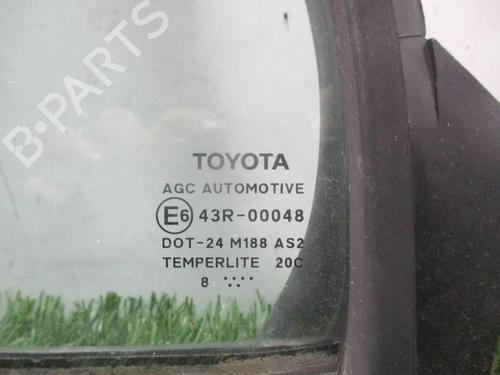 B-PARTS
TOYOTA
AGC AUTOMOTIVE
E6 43R-00048
DOT-24 M188 AS2
TEMPERLITE 20C
8